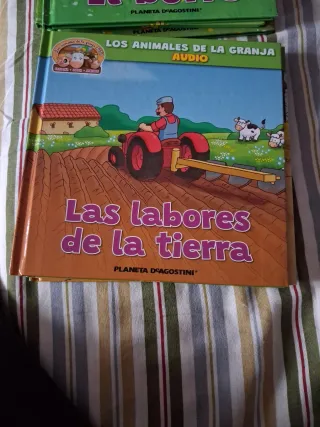 PLANETA DEAGOSTINI
LOS ANIMALES DE LA GRANJA
AUDIO
Las labores
de la tierra
PLANETA DEAGOSTINI